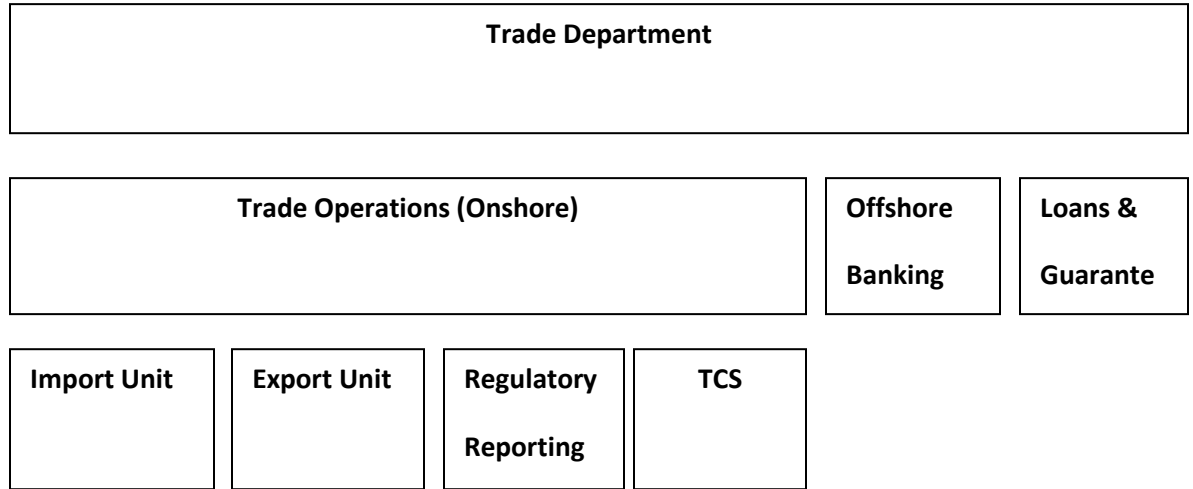 Trade Department
Trade Operations (Onshore)
Offshore
Banking
Loans &
Guarante
Import Unit
Export Unit
Regulatory
Reporting
TCS